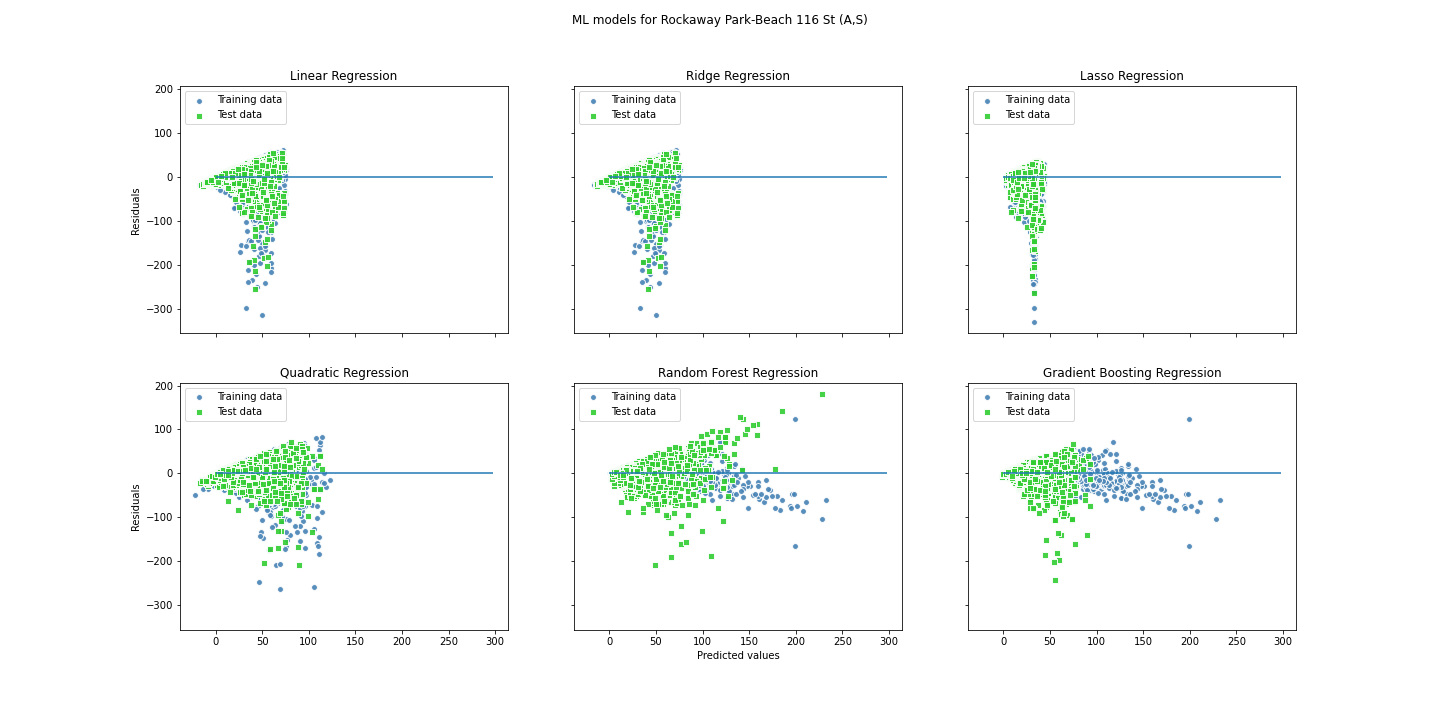 ML models for Rockaway Park-Beach 116 St (A,S)
Linear Regression
Training data
Test data
200
100
0
−100
−200
−300
Residuals
Ridge Regression
Training data
Test data
Lasso Regression
Training data
Test data
Quadratic Regression
Training data
Test data
200
100
0
−100
−200
−300
Residuals
0 50 100 150 200 250 300
Random Forest Regression
Training data
Test data
0 50 100 150 200 250 300
Predicted values
Gradient Boosting Regression
Training data
Test data
0 50 100 150 200 250 300